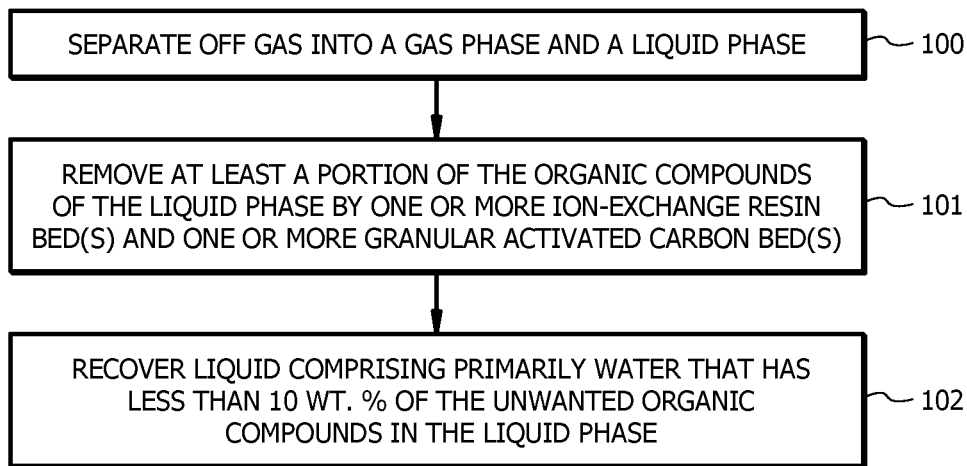 SEPARATE OFF GAS INTO A GAS PHASE AND A LIQUID PHASE
100
REMOVE AT LEAST A PORTION OF THE ORGANIC COMPOUNDS
OF THE LIQUID PHASE BY ONE OR MORE ION-EXCHANGE RESIN
BED(S) AND ONE OR MORE GRANULAR ACTIVATED CARBON BED(S)
101
RECOVER LIQUID COMPRISING PRIMARILY WATER THAT HAS
LESS THAN 10 WT. % OF THE UNWANTED ORGANIC
COMPOUNDS IN THE LIQUID PHASE
102